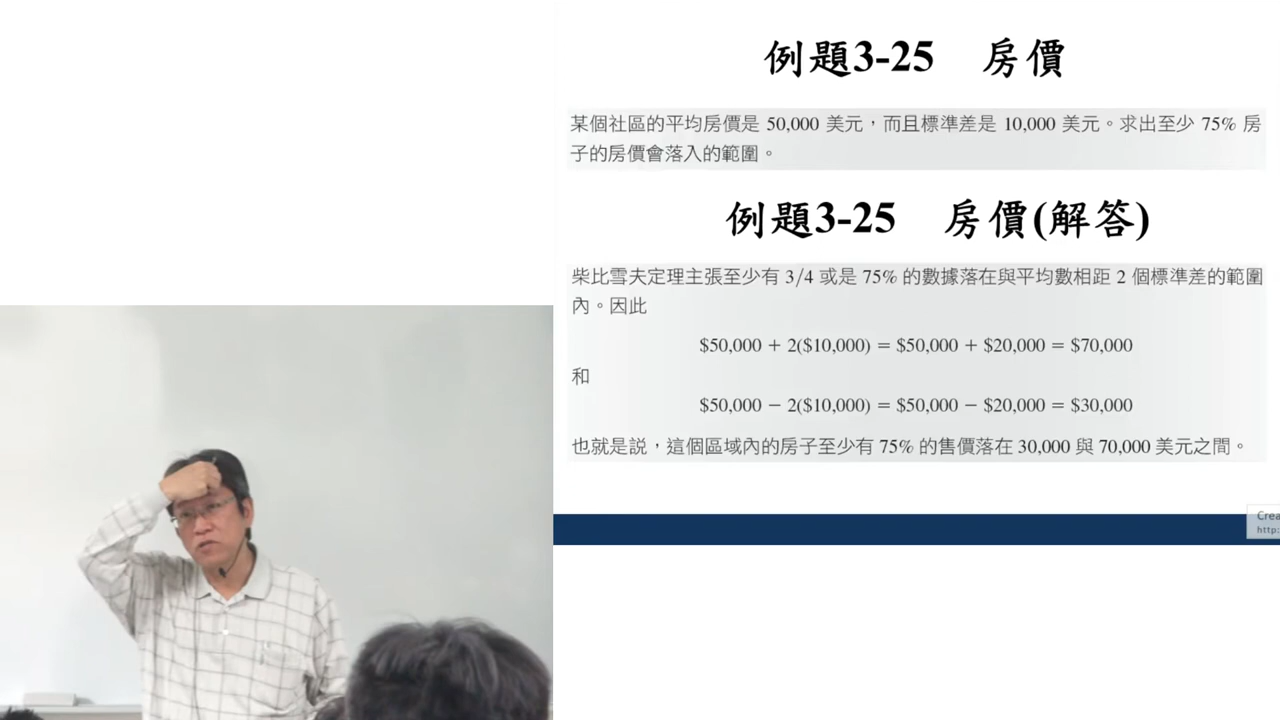 例題3-25 房價
某個社區的平均房價是 50,000 美元，而且標準差是 10,000 美元。求出至少 75% 房
子的房價會落入的範圍。
例題3-25 房價(解答)
柴比雪夫定理主張至少有 3/4 或是 75% 的數據落在與平均數相距 2 個標準差的範圍
內。因此
$50,000 + 2($10,000) = $50,000 + $20,000 = $70,000
和
$50,000 − 2($10,000) = $50,000 − $20,000 = $30,000
也就是説，這個區域內的房子至少有 75% 的售價落在 30,000 與 70,000 美元之間。
Crea
http: